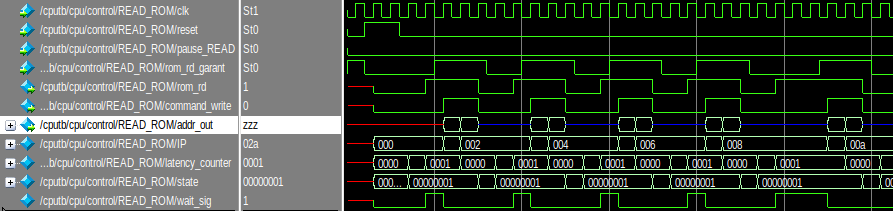 /cputb/cpu/control/READ_ROM/clk St1
/cputb/cpu/control/READ_ROM/reset St0
/cputb/cpu/control/READ_ROM/pause_READ St0
...b/cpu/control/READ_ROM/rom_rd_garant St0
/cputb/cpu/control/READ_ROM/rom_rd 1
...b/cpu/control/READ_ROM/command_write 0
/cputb/cpu/control/READ_ROM/addr_out zzz
/cputb/cpu/control/READ_ROM/IP 02a 000 002 004 006 008 00a
...b/cpu/control/READ_ROM/latency_counter 0001 0000 0001 0000 0001 0000 0001 0000 0001 0000 0001 0000
/cputb/cpu/control/READ_ROM/state 00000001 000... 00000001 00000001 00000001 00000001 00000001
/cputb/cpu/control/READ_ROM/wait_sig 1